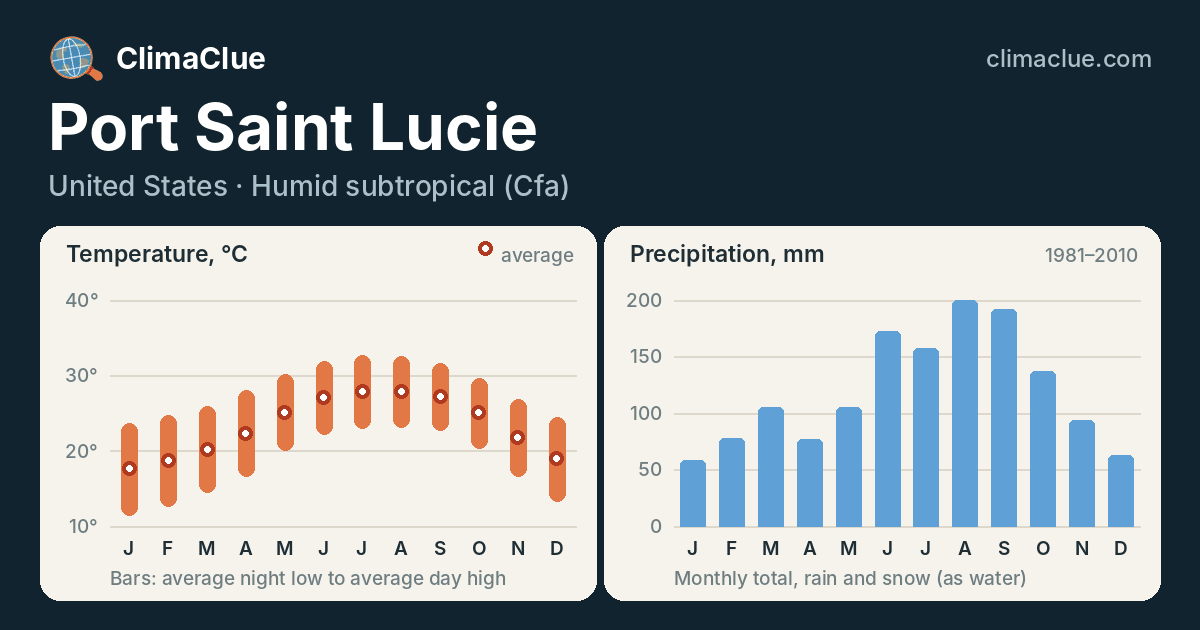 ClimaClue
climaclue.com
Port Saint Lucie
United States · Humid subtropical (Cfa)
Temperature, °C
average
40°
30°
20°
10°
J F M A M J J A S O N D
Bars: average night low to average day high
Precipitation, mm
1981–2010
200
150
100
50
0
J F M A M J J A S O N D
Monthly total, rain and snow (as water)